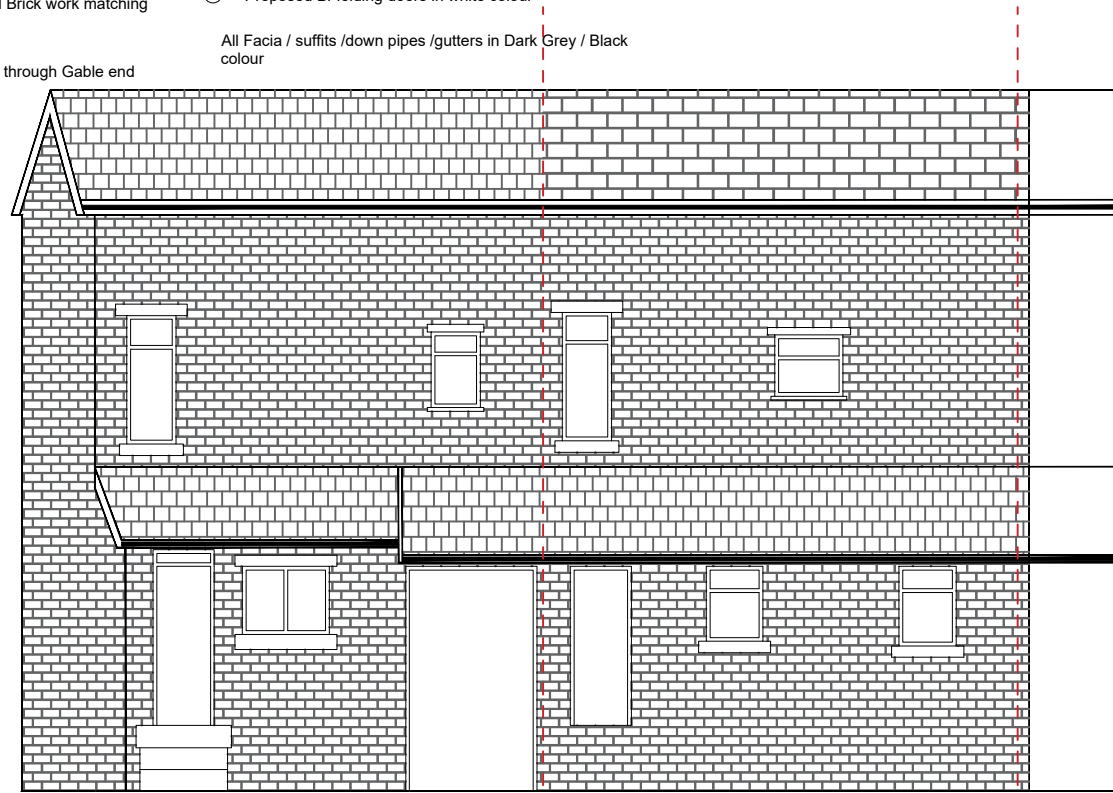 Brick work matching
Proposed Bi folding doors in white colour
All Facia / suffits /down pipes /gutters in Dark Grey / Black
colour
through Gable end